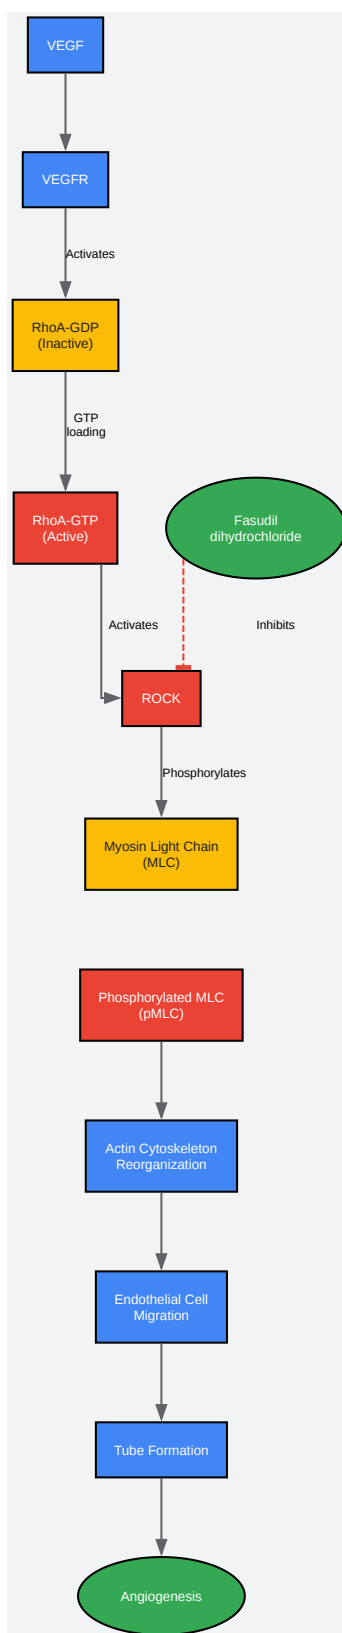 VEGF
VEGFR
Activates
RhoA-GDP
(Inactive)
GTP
loading
RhoA-GTP
(Active)
Fasudil
dihydrochloride
Activates
Inhibits
ROCK
Phosphorylates
Myosin Light Chain
(MLC)
Phosphorylated MLC
(pMLC)
Actin Cytoskeleton
Reorganization
Endothelial Cell
Migration
Tube Formation
Angiogenesis